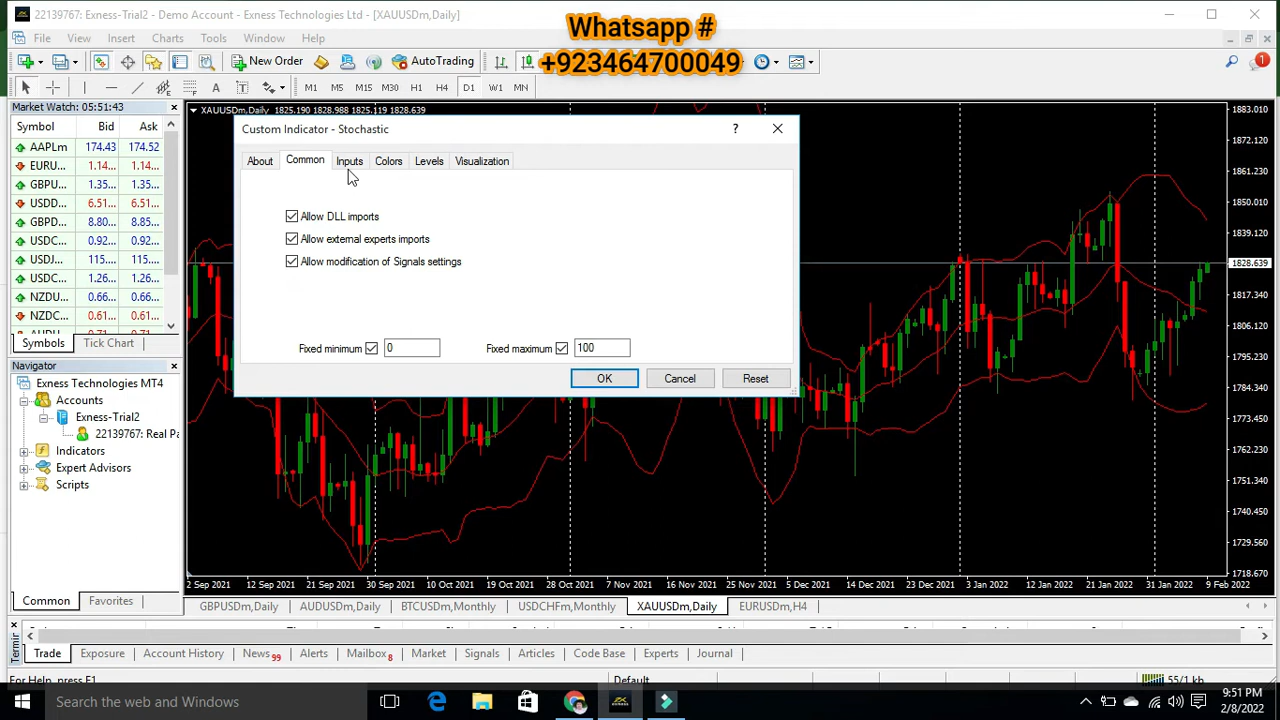 22139767: Exness-Trial2 - Demo Account - Exness Technologies Ltd - [XAUUSDm,Daily]
Whatsapp #
+923464700049
File View Insert Charts Tools Window Help
New Order AutoTrading
M1 M5 M15 M30 H1 H4 D1 W1 MN
Market Watch: 05:51:43
Symbol Bid Ask
AAPLm 174.43 174.52
EURU... 1.14... 1.14...
GBPU... 1.35... 1.35...
USDD... 6.51... 6.51...
GBPD... 8.80... 8.85...
USDC... 0.92... 0.92...
USDJ... 115.... 115....
USDC... 1.26... 1.26...
NZDU... 0.66... 0.66...
NZDC... 0.61... 0.61...
AUDU... 0.71... 0.71...
Symbols Tick Chart
Navigator
Exness Technologies MT4
Accounts
Exness-Trial2
22139767: Real Pa
Indicators
Expert Advisors
Scripts
Common Favorites
XAUUSDm,Daily 1825.190 1828.988 1825.119 1828.639
Custom Indicator - Stochastic ?
About Common Inputs Colors Levels Visualization
Allow DLL imports
Allow external experts imports
Allow modification of Signals settings
Fixed minimum 0 Fixed maximum 100
OK Cancel Reset
1883.010
1872.120
1861.230
1850.010
1839.120
1828.639
1817.340
1806.120
1795.230
1784.340
1773.450
1762.230
1751.340
1740.450
1729.560
1718.670
2 Sep 2021 12 Sep 2021 21 Sep 2021 30 Sep 2021 10 Oct 2021 19 Oct 2021 28 Oct 2021 7 Nov 2021 16 Nov 2021 25 Nov 2021 5 Dec 2021 14 Dec 2021 23 Dec 2021 3 Jan 2022 12 Jan 2022 21 Jan 2022 31 Jan 2022 9 Feb 2022
GBPUSDm,Daily AUDUSDm,Daily BTCUSDm,Monthly USDCHFm,Monthly XAUUSDm,Daily EURUSDm,H4
Trade Exposure Account History News 99 Alerts Mailbox 8 Market Signals Articles Code Base Experts Journal
Termir
For Help, press F1 Default 55/1 kb
Search the web and Windows
9:51 PM
2/8/2022